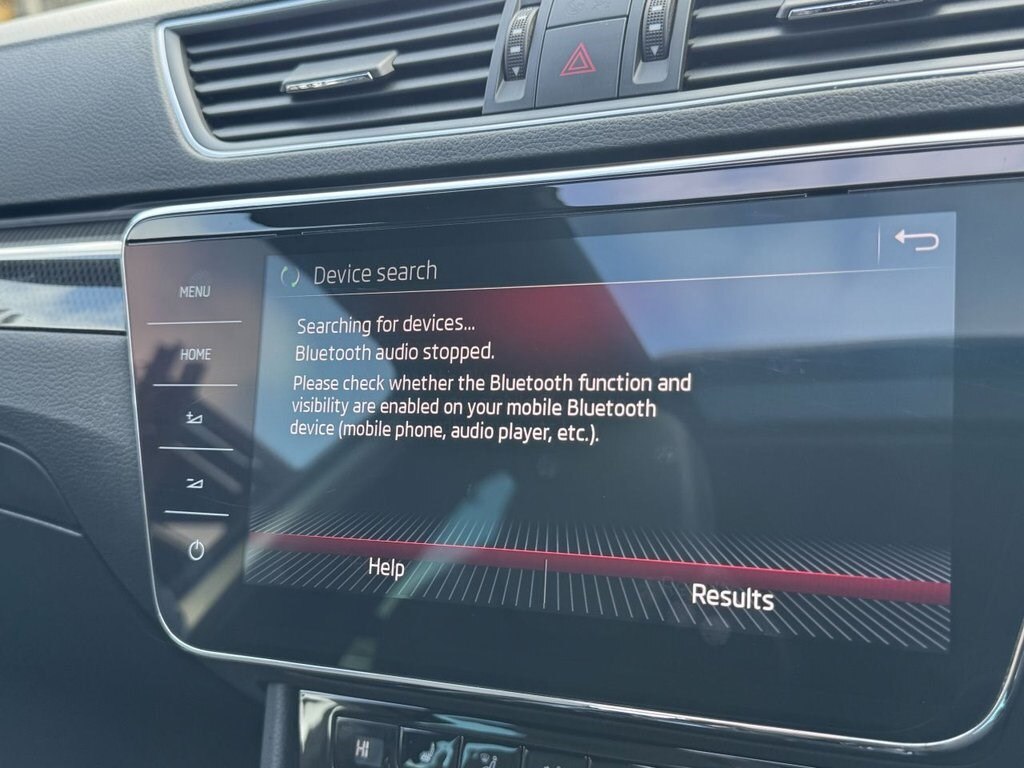 Device search
MENU
Searching for devices...
Bluetooth audio stopped.
HOME
Please check whether the Bluetooth function and
visibility are enabled on your mobile Bluetooth
device (mobile phone, audio player, etc.).
Help
Results
HI